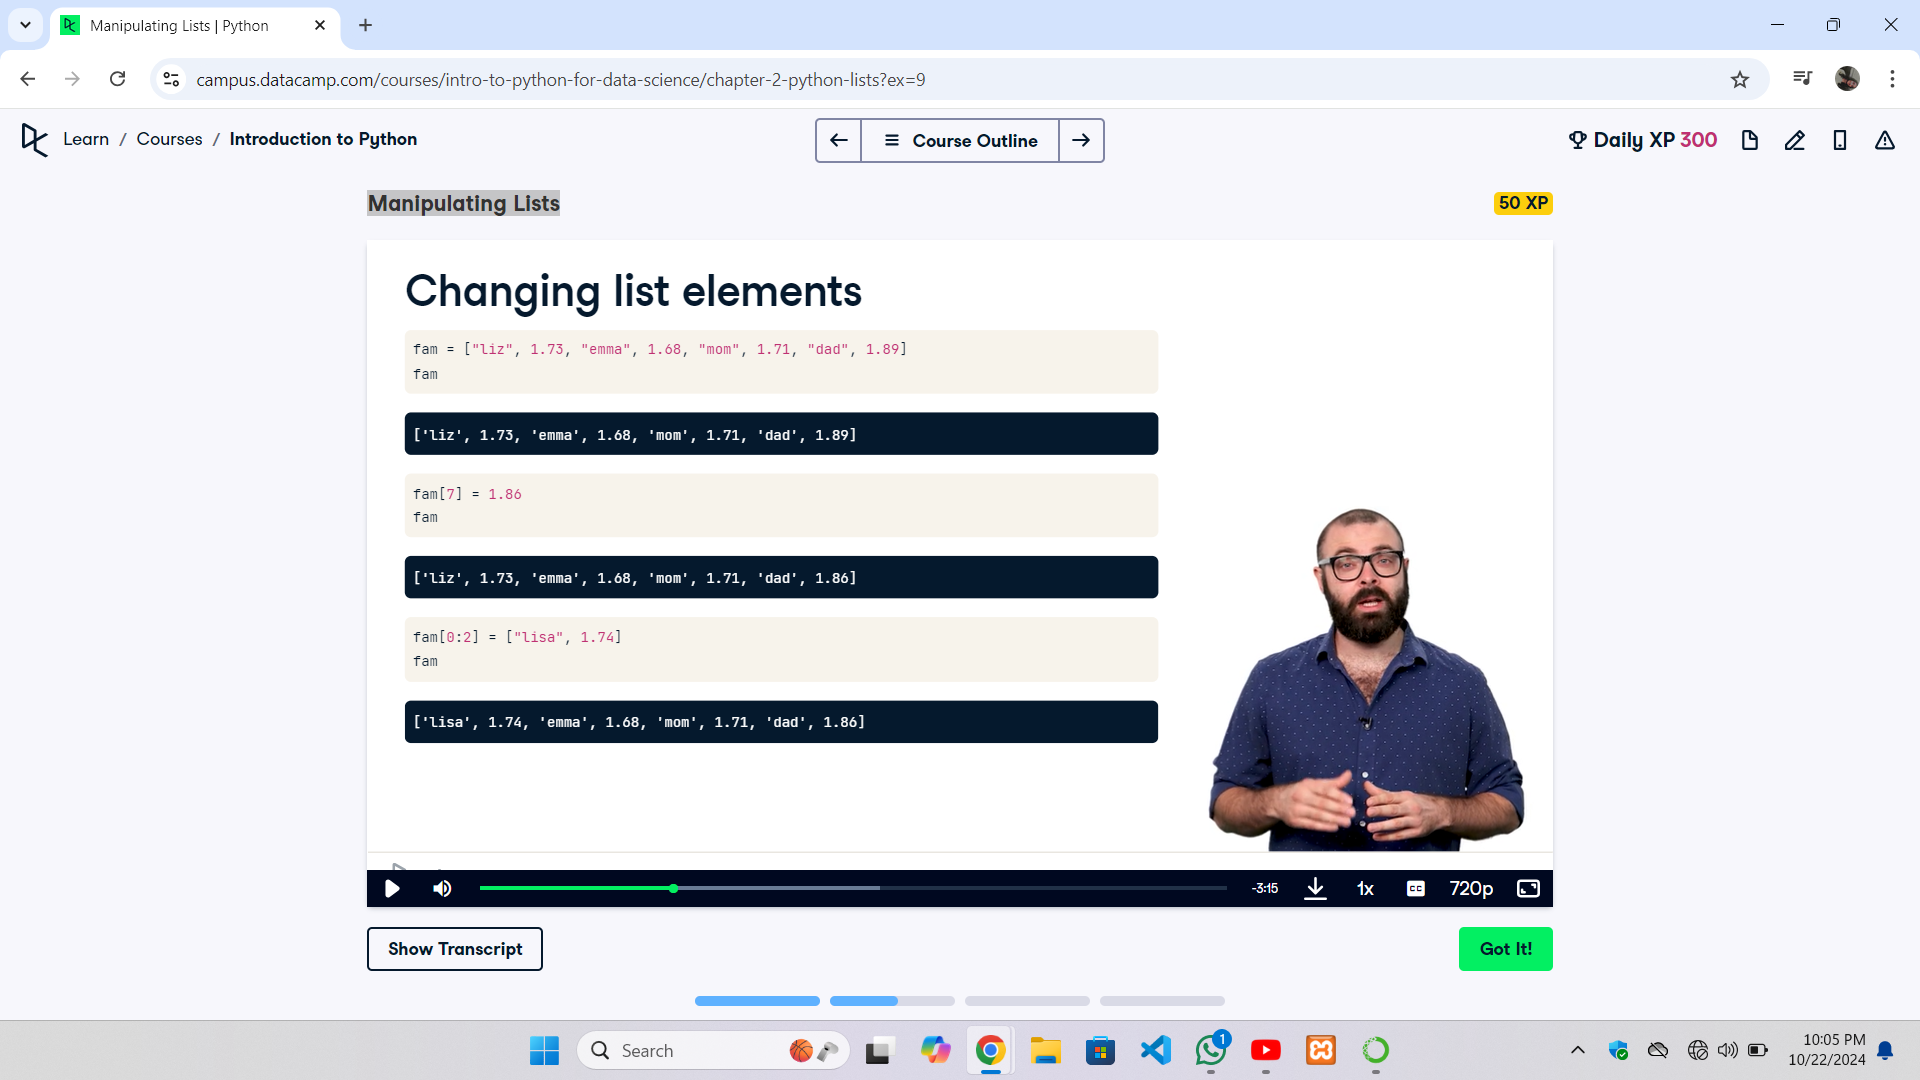 Manipulating Lists | Python
campus.datacamp.com/courses/intro-to-python-for-data-science/chapter-2-python-lists?ex=9
Learn / Courses / Introduction to Python
Course Outline
Daily XP 300
Manipulating Lists
50 XP
Changing list elements
fam = ["liz", 1.73, "emma", 1.68, "mom", 1.71, "dad", 1.89]
fam
['liz', 1.73, 'emma', 1.68, 'mom', 1.71, 'dad', 1.89]
fam[7] = 1.86
fam
['liz', 1.73, 'emma', 1.68, 'mom', 1.71, 'dad', 1.86]
fam[0:2] = ["lisa", 1.74]
fam
['lisa', 1.74, 'emma', 1.68, 'mom', 1.71, 'dad', 1.86]
-3:15
1x
CC
720p
Show Transcript
Got It!
Search
1
10:05 PM
10/22/2024